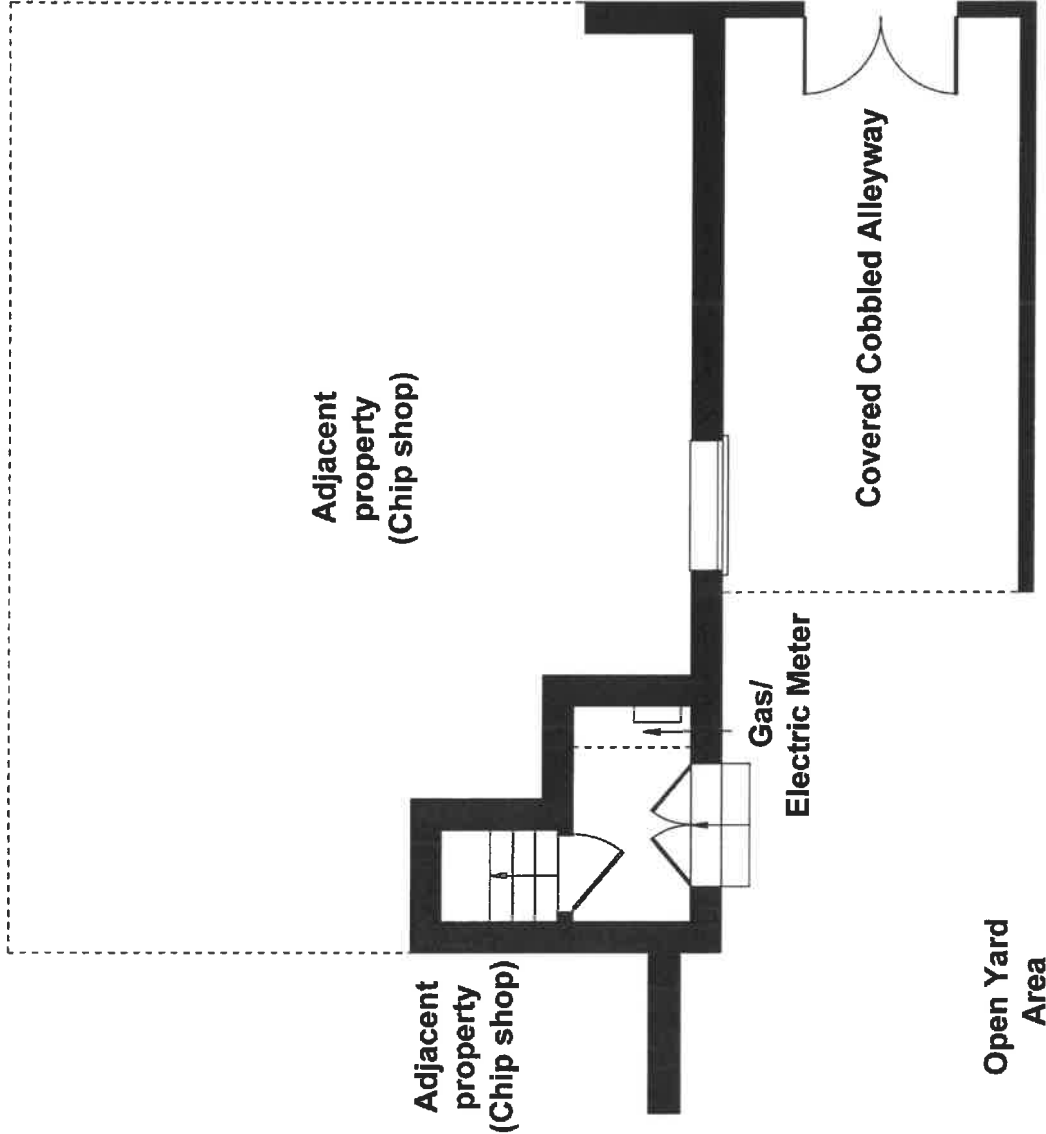 Adjacent
property
(Chip shop)
Covered Cobbled Alleyway
Gas/
Electric Meter
Adjacent
property
(Chip shop)
Open Yard
Area